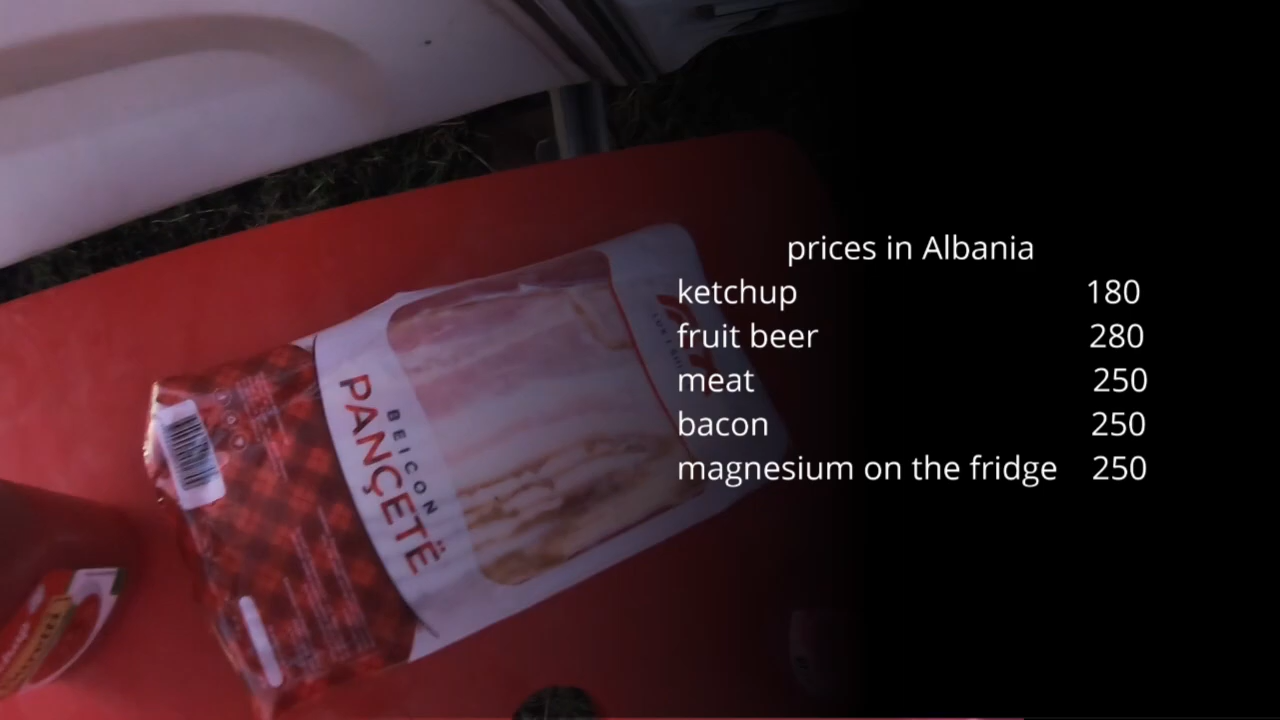 prices in Albania
ketchup 180
fruit beer 280
meat 250
bacon 250
magnesium on the fridge 250
BEICON
PANÇETË